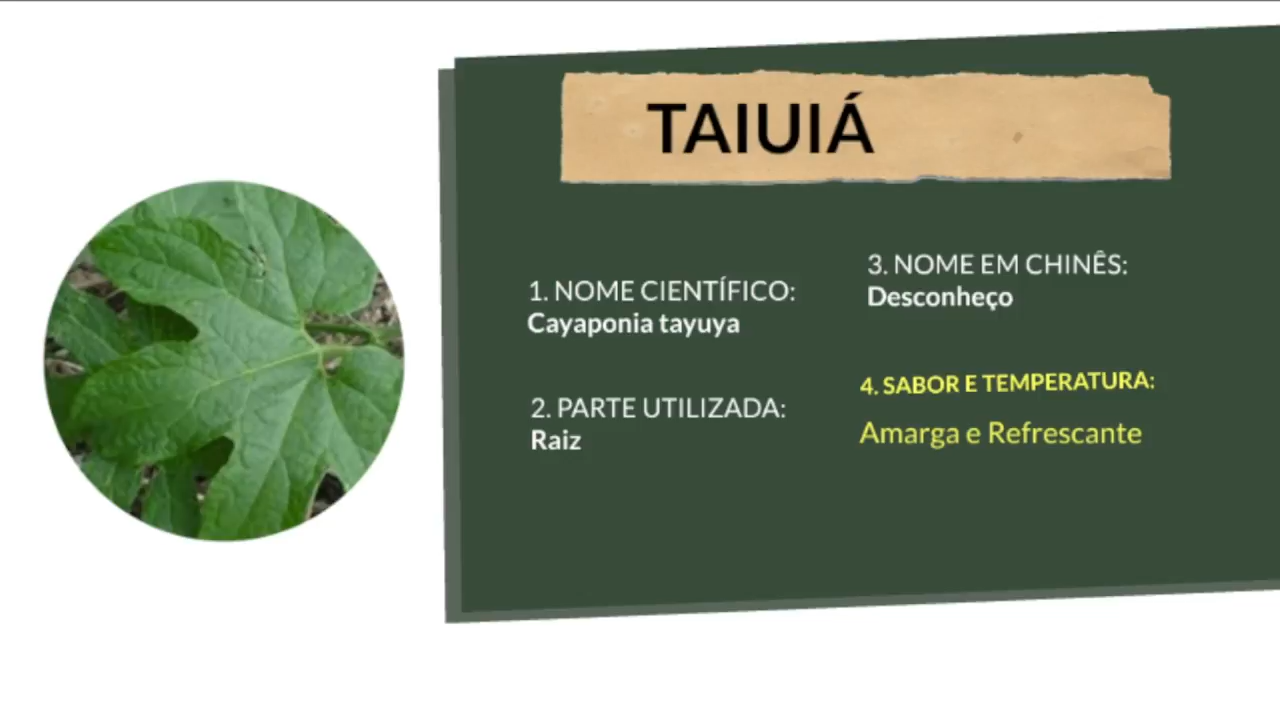 TAIUIÁ
1. NOME CIENTÍFICO:
Cayaponia tayuya
2. PARTE UTILIZADA:
Raiz
3. NOME EM CHINÊS:
Desconheço
4. SABOR E TEMPERATURA:
Amarga e Refrescante